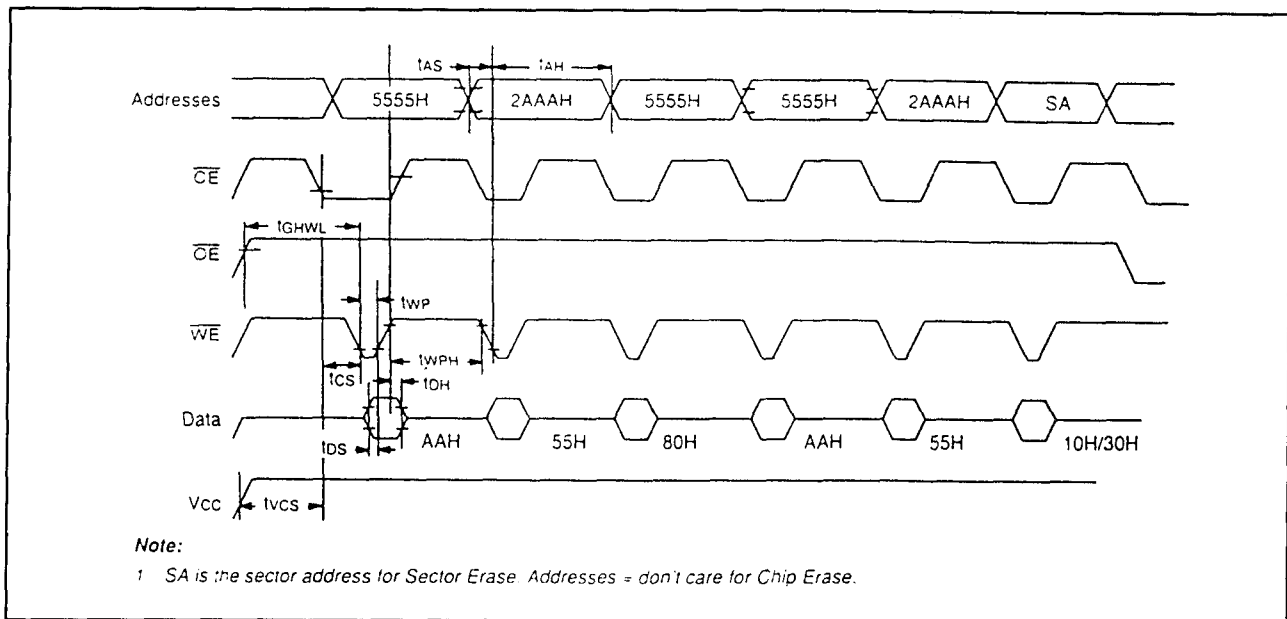 tAS tAH
Addresses 5555H 2AAAH 5555H 5555H 2AAAH SA
CE
tGHWL
OE
tWP
WE
tWPH
tCS
tDH
Data
tDS AAH 55H 80H AAH 55H 10H/30H
Vcc tVCS
Note:
1 SA is the sector address for Sector Erase. Addresses = don't care for Chip Erase.